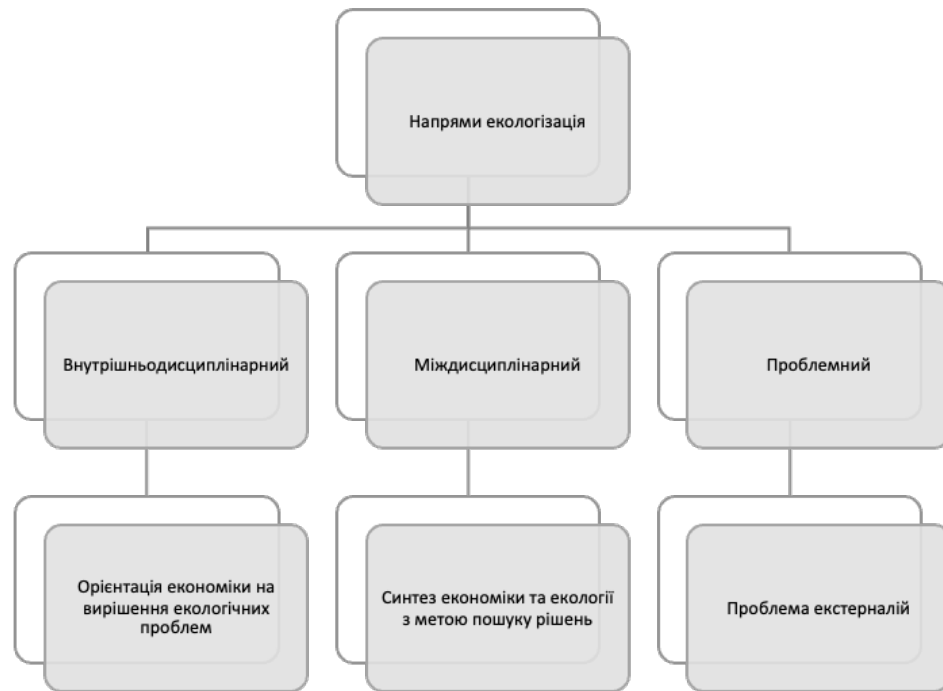 Напрями екологізація
Внутрішньодисциплінарний
Міждисциплінарний
Проблемний
Орієнтація економіки на
вирішення екологічних
проблем
Синтез економіки та екології
з метою пошуку рішень
Проблема екстерналій